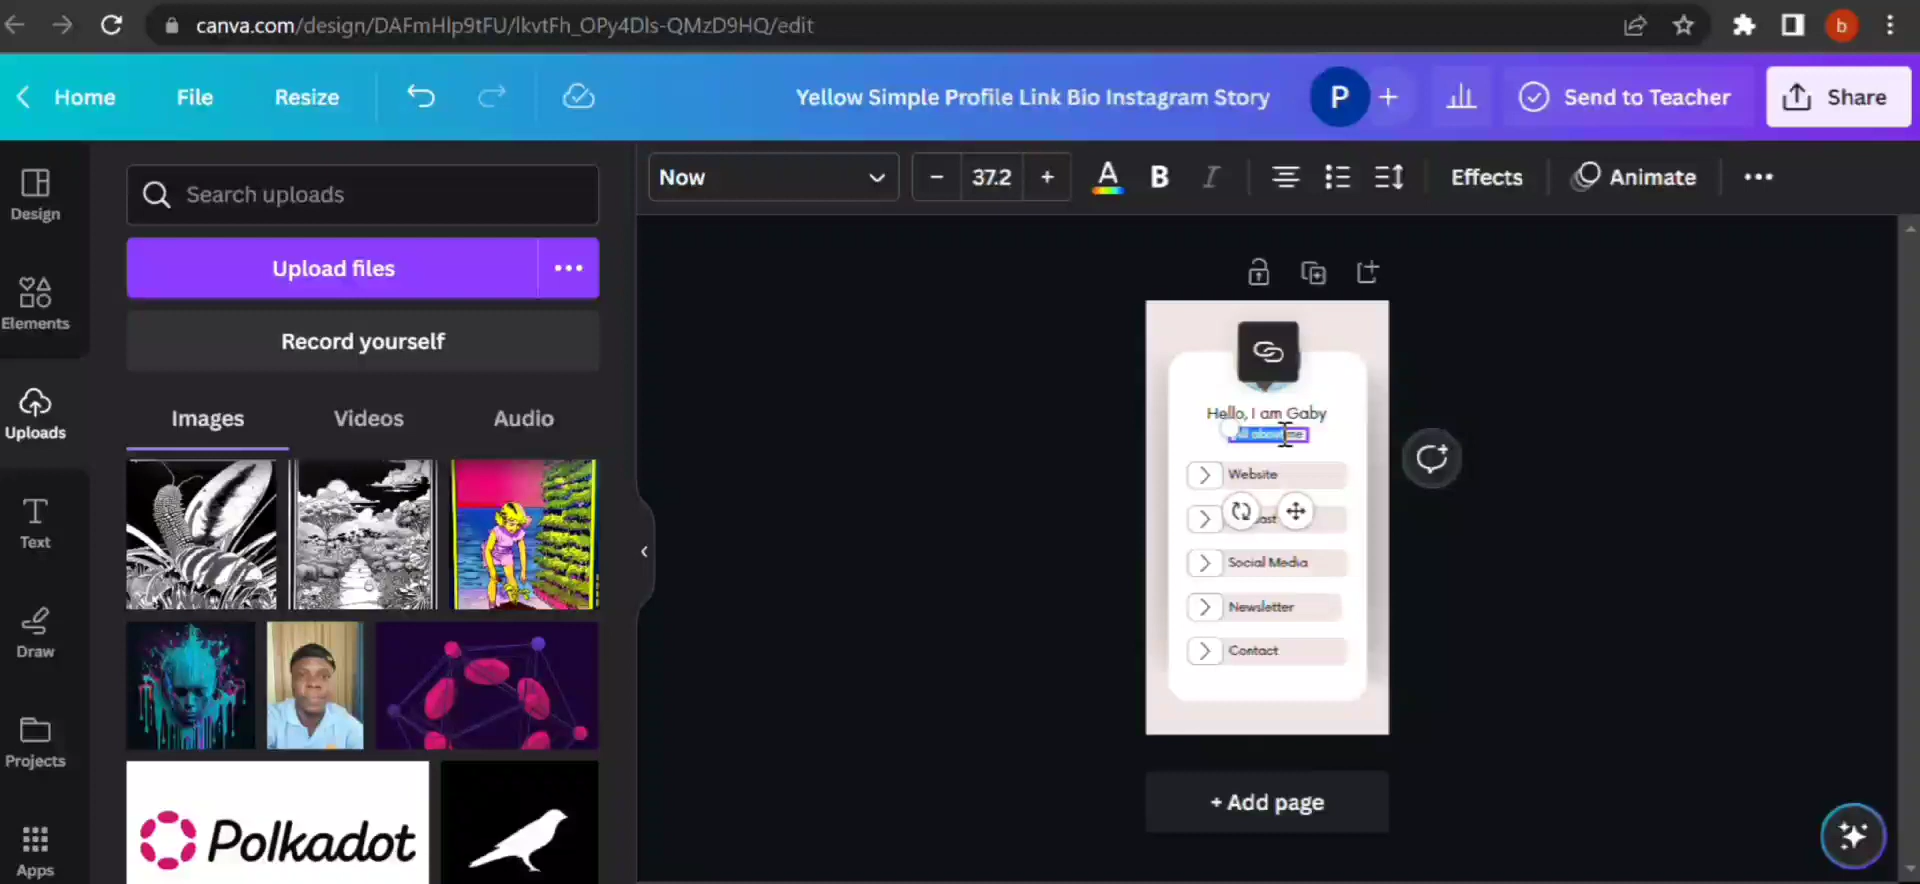 canva.com/design/DAFmHlp9tFU/lkvtFh_OPy4Dls-QMzD9HQ/edit
b
Home
File
Resize
Yellow Simple Profile Link Bio Instagram Story
P
Send to Teacher
Share
Design
Elements
Uploads
Text
Draw
Projects
Apps
Search uploads
Upload files
Record yourself
Images
Videos
Audio
Polkadot
Now
37.2
A
B
I
Effects
Animate
Hello, I am Gaby
about me
Website
Social Media
Newsletter
Contact
+ Add page